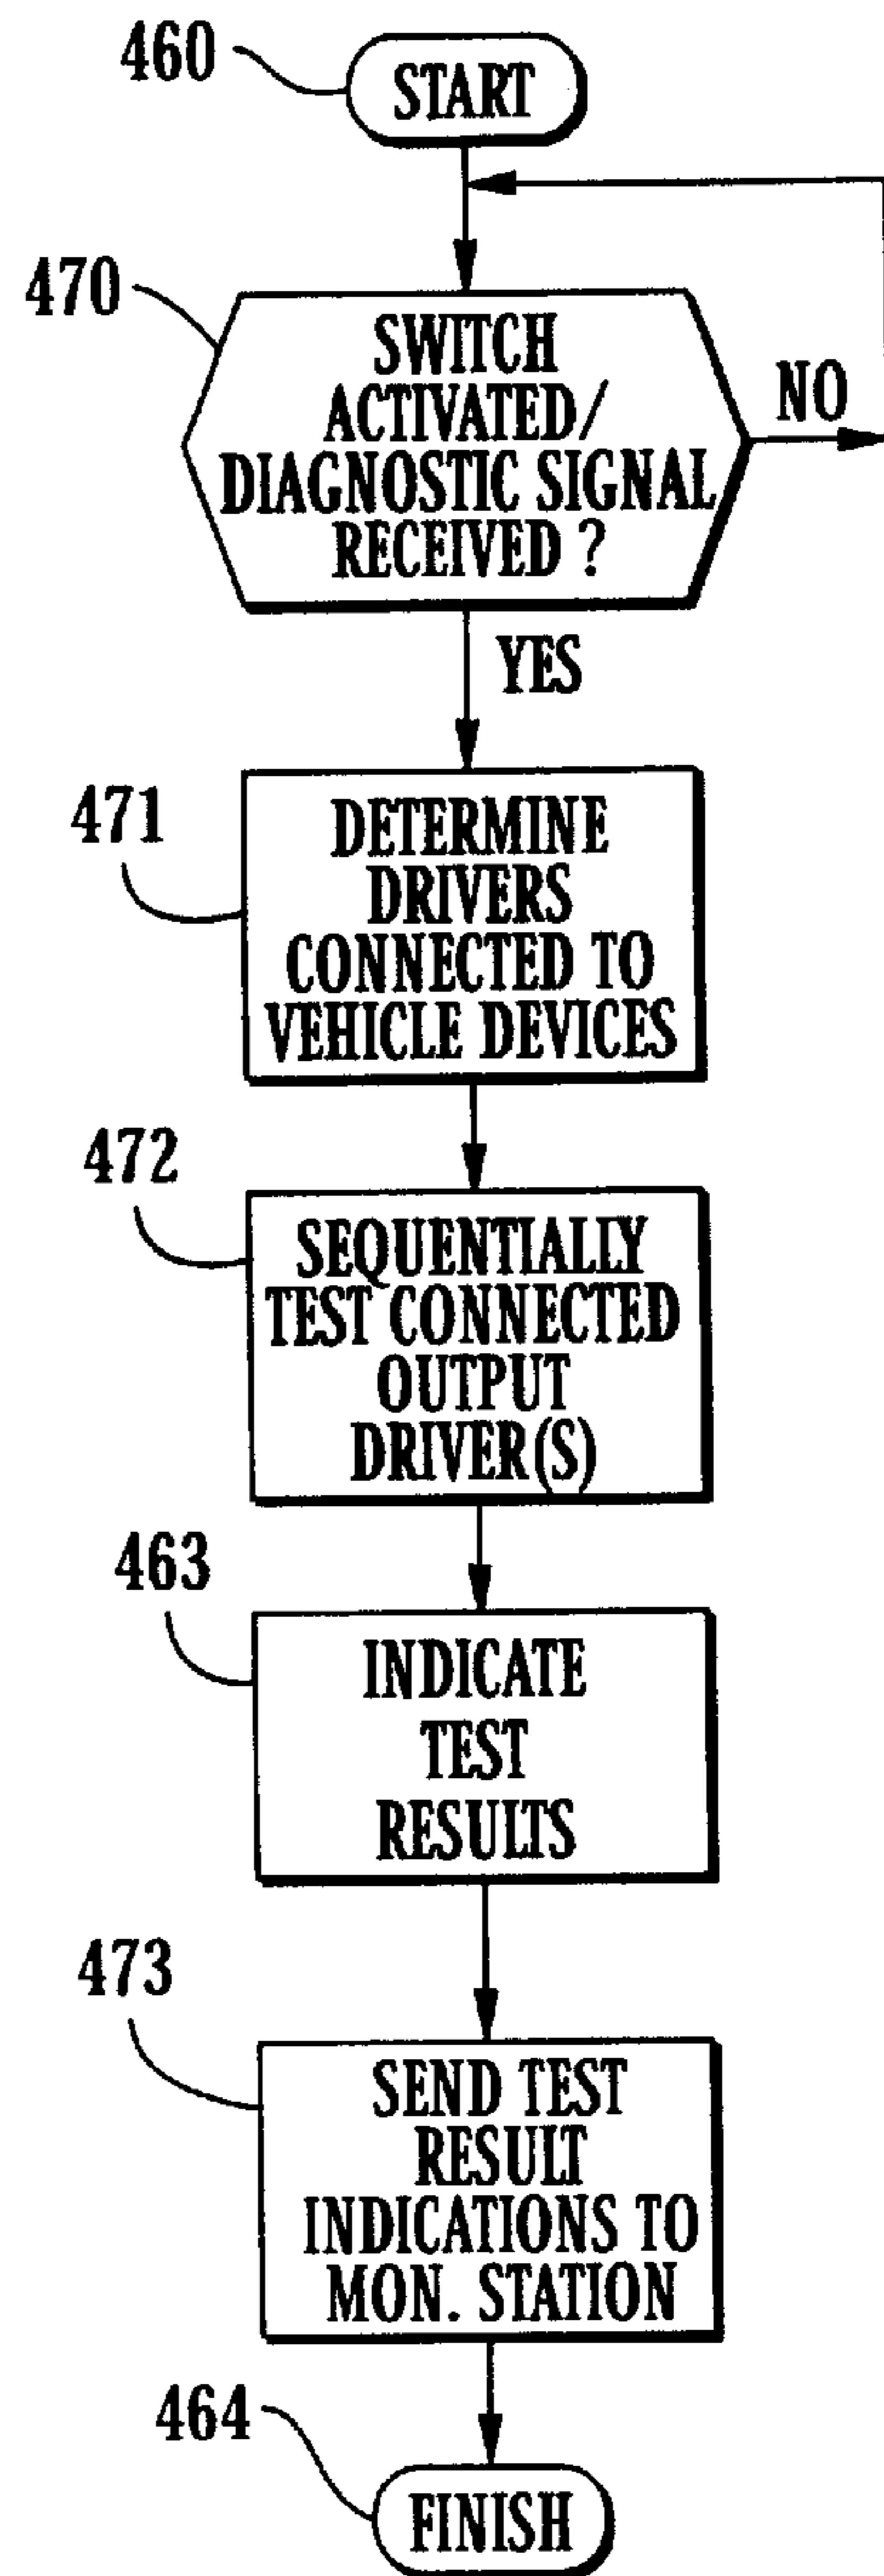 460
START
470
SWITCH
ACTIVATED/
DIAGNOSTIC SIGNAL
RECEIVED ?
NO
YES
471
DETERMINE
DRIVERS
CONNECTED TO
VEHICLE DEVICES
472
SEQUENTIALLY
TEST CONNECTED
OUTPUT
DRIVER(S)
463
INDICATE
TEST
RESULTS
473
SEND TEST
RESULT
INDICATIONS TO
MON. STATION
464
FINISH